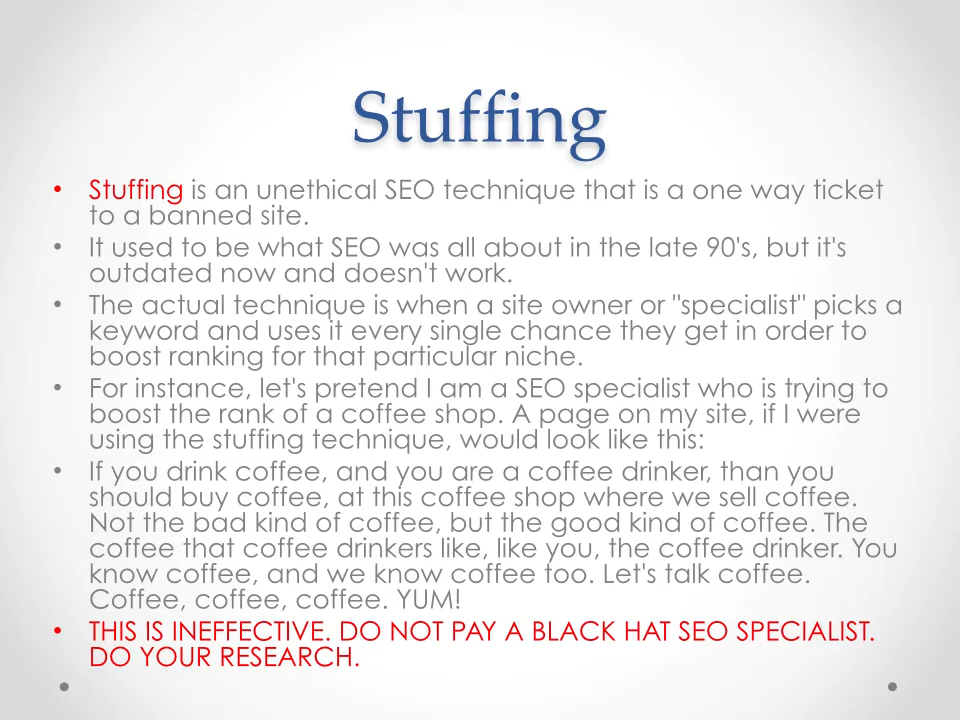 Stuffing
• Stuffing is an unethical SEO technique that is a one way ticket
to a banned site.
• It used to be what SEO was all about in the late 90's, but it's
outdated now and doesn't work.
• The actual technique is when a site owner or "specialist" picks a
keyword and uses it every single chance they get in order to
boost ranking for that particular niche.
• For instance, let's pretend I am a SEO specialist who is trying to
boost the rank of a coffee shop. A page on my site, if I were
using the stuffing technique, would look like this:
• If you drink coffee, and you are a coffee drinker, than you
should buy coffee, at this coffee shop where we sell coffee.
Not the bad kind of coffee, but the good kind of coffee. The
coffee that coffee drinkers like, like you, the coffee drinker. You
know coffee, and we know coffee too. Let's talk coffee.
Coffee, coffee, coffee. YUM!
• THIS IS INEFFECTIVE. DO NOT PAY A BLACK HAT SEO SPECIALIST.
DO YOUR RESEARCH.